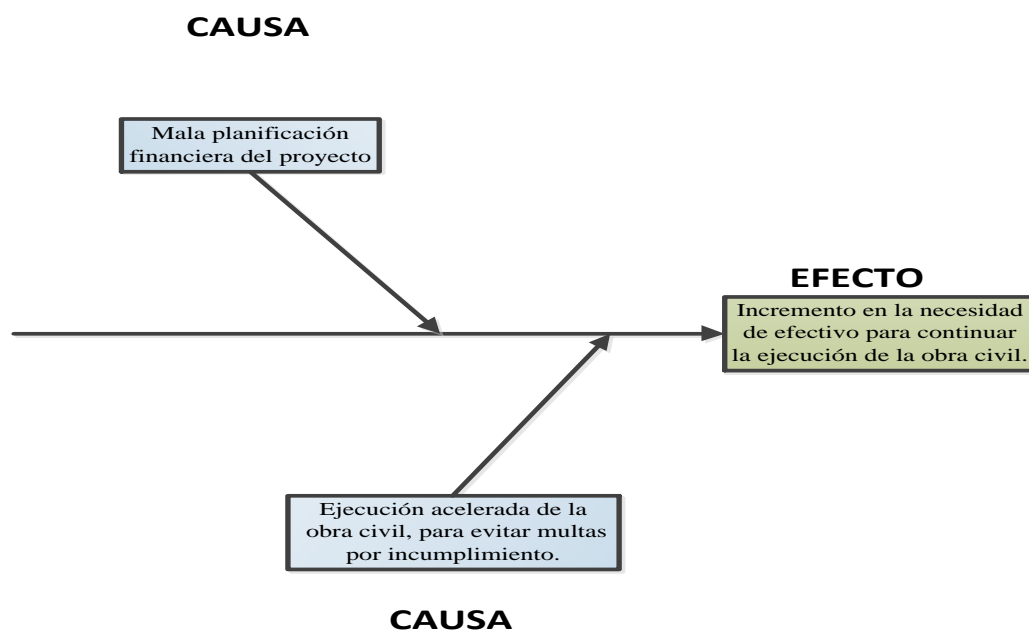 CAUSA
Mala planificación
financiera del proyecto
EFECTO
Incremento en la necesidad
de efectivo para continuar
la ejecución de la obra civil.
Ejecución acelerada de la
obra civil, para evitar multas
por incumplimiento.
CAUSA